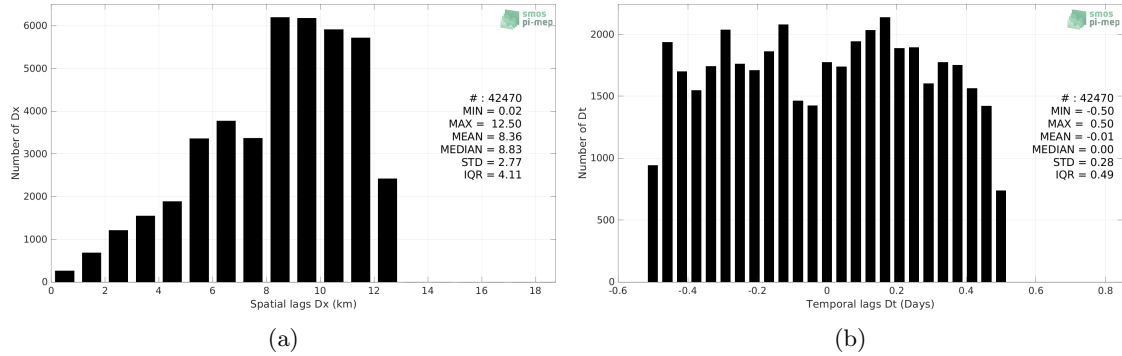 smos
pi-mep
6000
5000
4000
3000
2000
1000
0
Number of Dx
# : 42470
MIN = 0.02
MAX = 12.50
MEAN = 8.36
MEDIAN = 8.83
STD = 2.77
IQR = 4.11
0 2 4 6 8 10 12 14 16 18
Spatial lags Dx (km)
(a)
smos
pi-mep
2000
1500
1000
500
0
Number of Dt
# : 42470
MIN = -0.50
MAX = 0.50
MEAN = -0.01
MEDIAN = 0.00
STD = 0.28
IQR = 0.49
-0.6 -0.4 -0.2 0 0.2 0.4 0.6 0.8
Temporal lags Dt (Days)
(b)